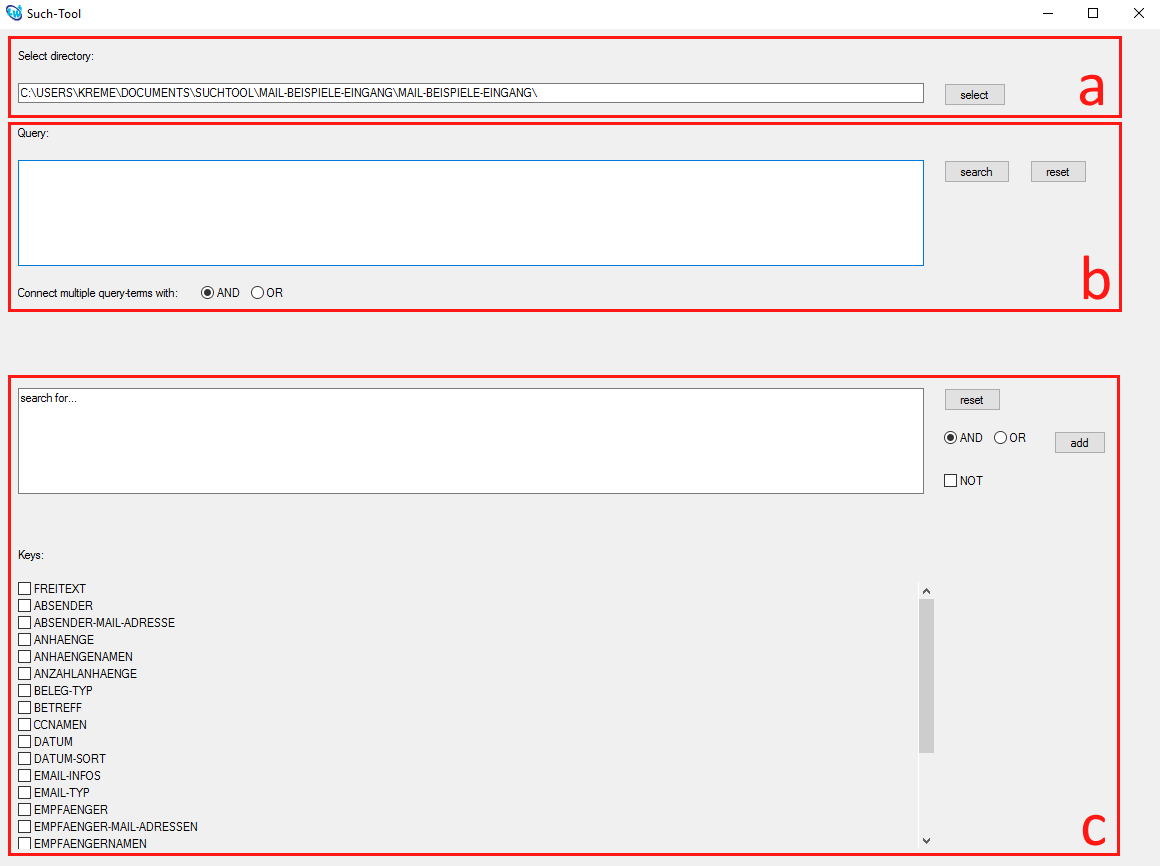 Such-Tool
Select directory:
C:\USERS\KREME\DOCUMENTS\SUCHTOOL\MAIL-BEISPIELE-EINGANG\MAIL-BEISPIELE-EINGANG\
select
a
Query:
search reset
Connect multiple query-terms with: AND OR
b
search for...
reset
AND OR add
NOT
Keys:
FREITEXT
ABSENDER
ABSENDER-MAIL-ADRESSE
ANHAENGE
ANHAENGENAMEN
ANZAHLANHAENGE
BELEG-TYP
BETREFF
CCNAMEN
DATUM
DATUM-SORT
EMAIL-INFOS
EMAIL-TYP
EMPFAENGER
EMPFAENGER-MAIL-ADRESSEN
EMPFAENGERNAMEN
c